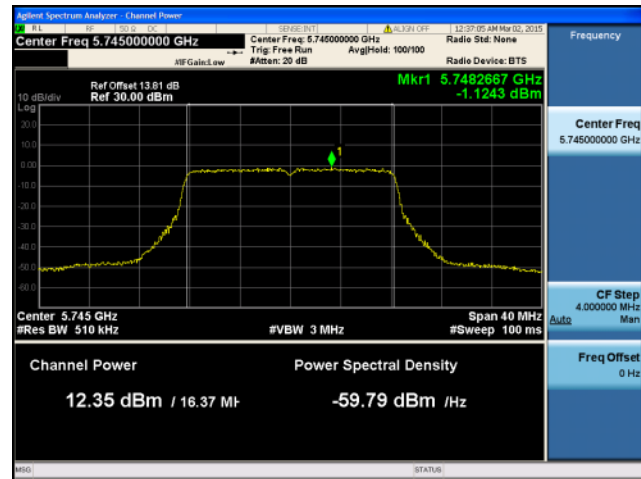 Agilent Spectrum Analyzer - Channel Power
RL RF 50 Ω DC SENSE:INT ALIGN OFF 12:37:05 AM Mar 02, 2015
Center Freq 5.745000000 GHz
Center Freq: 5.745000000 GHz Radio Std: None
Trig: Free Run Avg|Hold: 100/100
#IFGain:Low #Atten: 20 dB Radio Device: BTS
Mkr1 5.7482667 GHz
-1.1243 dBm
Ref Offset 13.81 dB
10 dB/div Ref 30.00 dBm
Log
20.0
10.0
0.00
-10.0
-20.0
-30.0
-40.0
-50.0
-60.0
1
Center 5.745 GHz Span 40 MHz
#Res BW 510 kHz #VBW 3 MHz #Sweep 100 ms
Channel Power Power Spectral Density
12.35 dBm / 16.37 MH -59.79 dBm /Hz
MSG STATUS
Frequency
Center Freq
5.745000000 GHz
CF Step
4.000000 MHz
Auto Man
Freq Offset
0 Hz